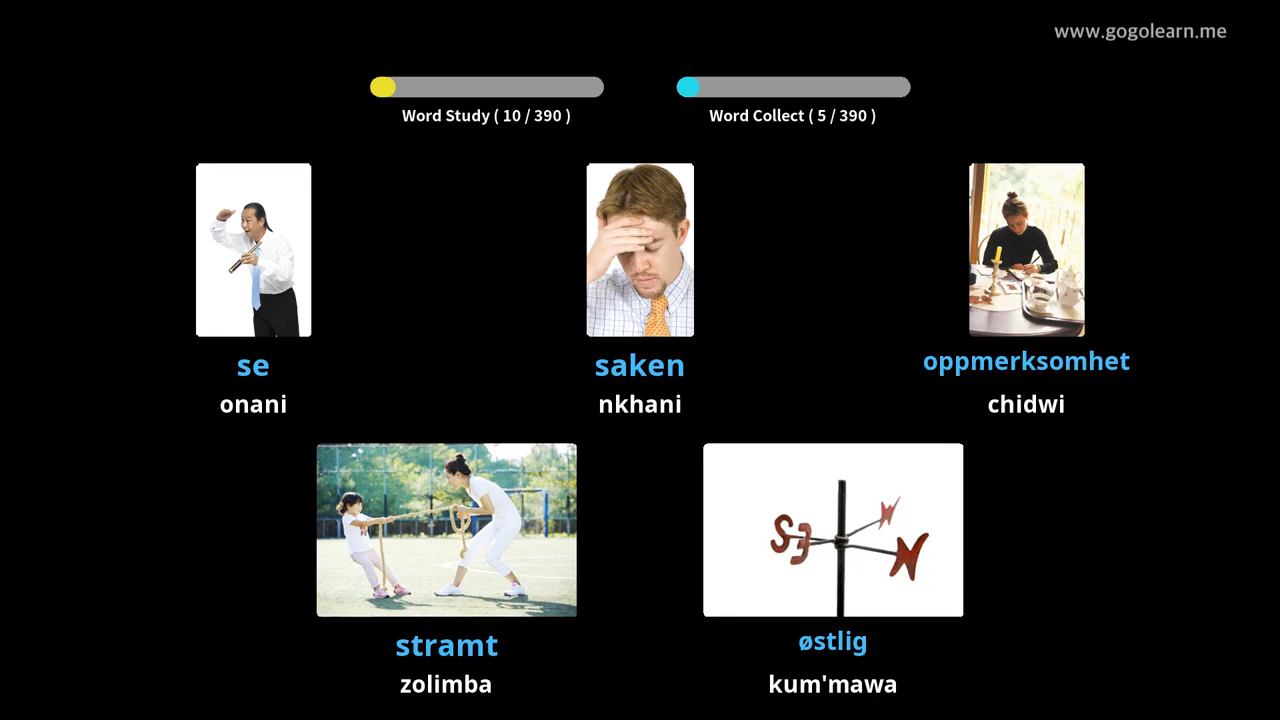 www.gogolearn.me
Word Study ( 10 / 390 )
Word Collect ( 5 / 390 )
se
onani
saken
nkhani
oppmerksomhet
chidwi
stramt
zolimba
S E N
østlig
kum'mawa